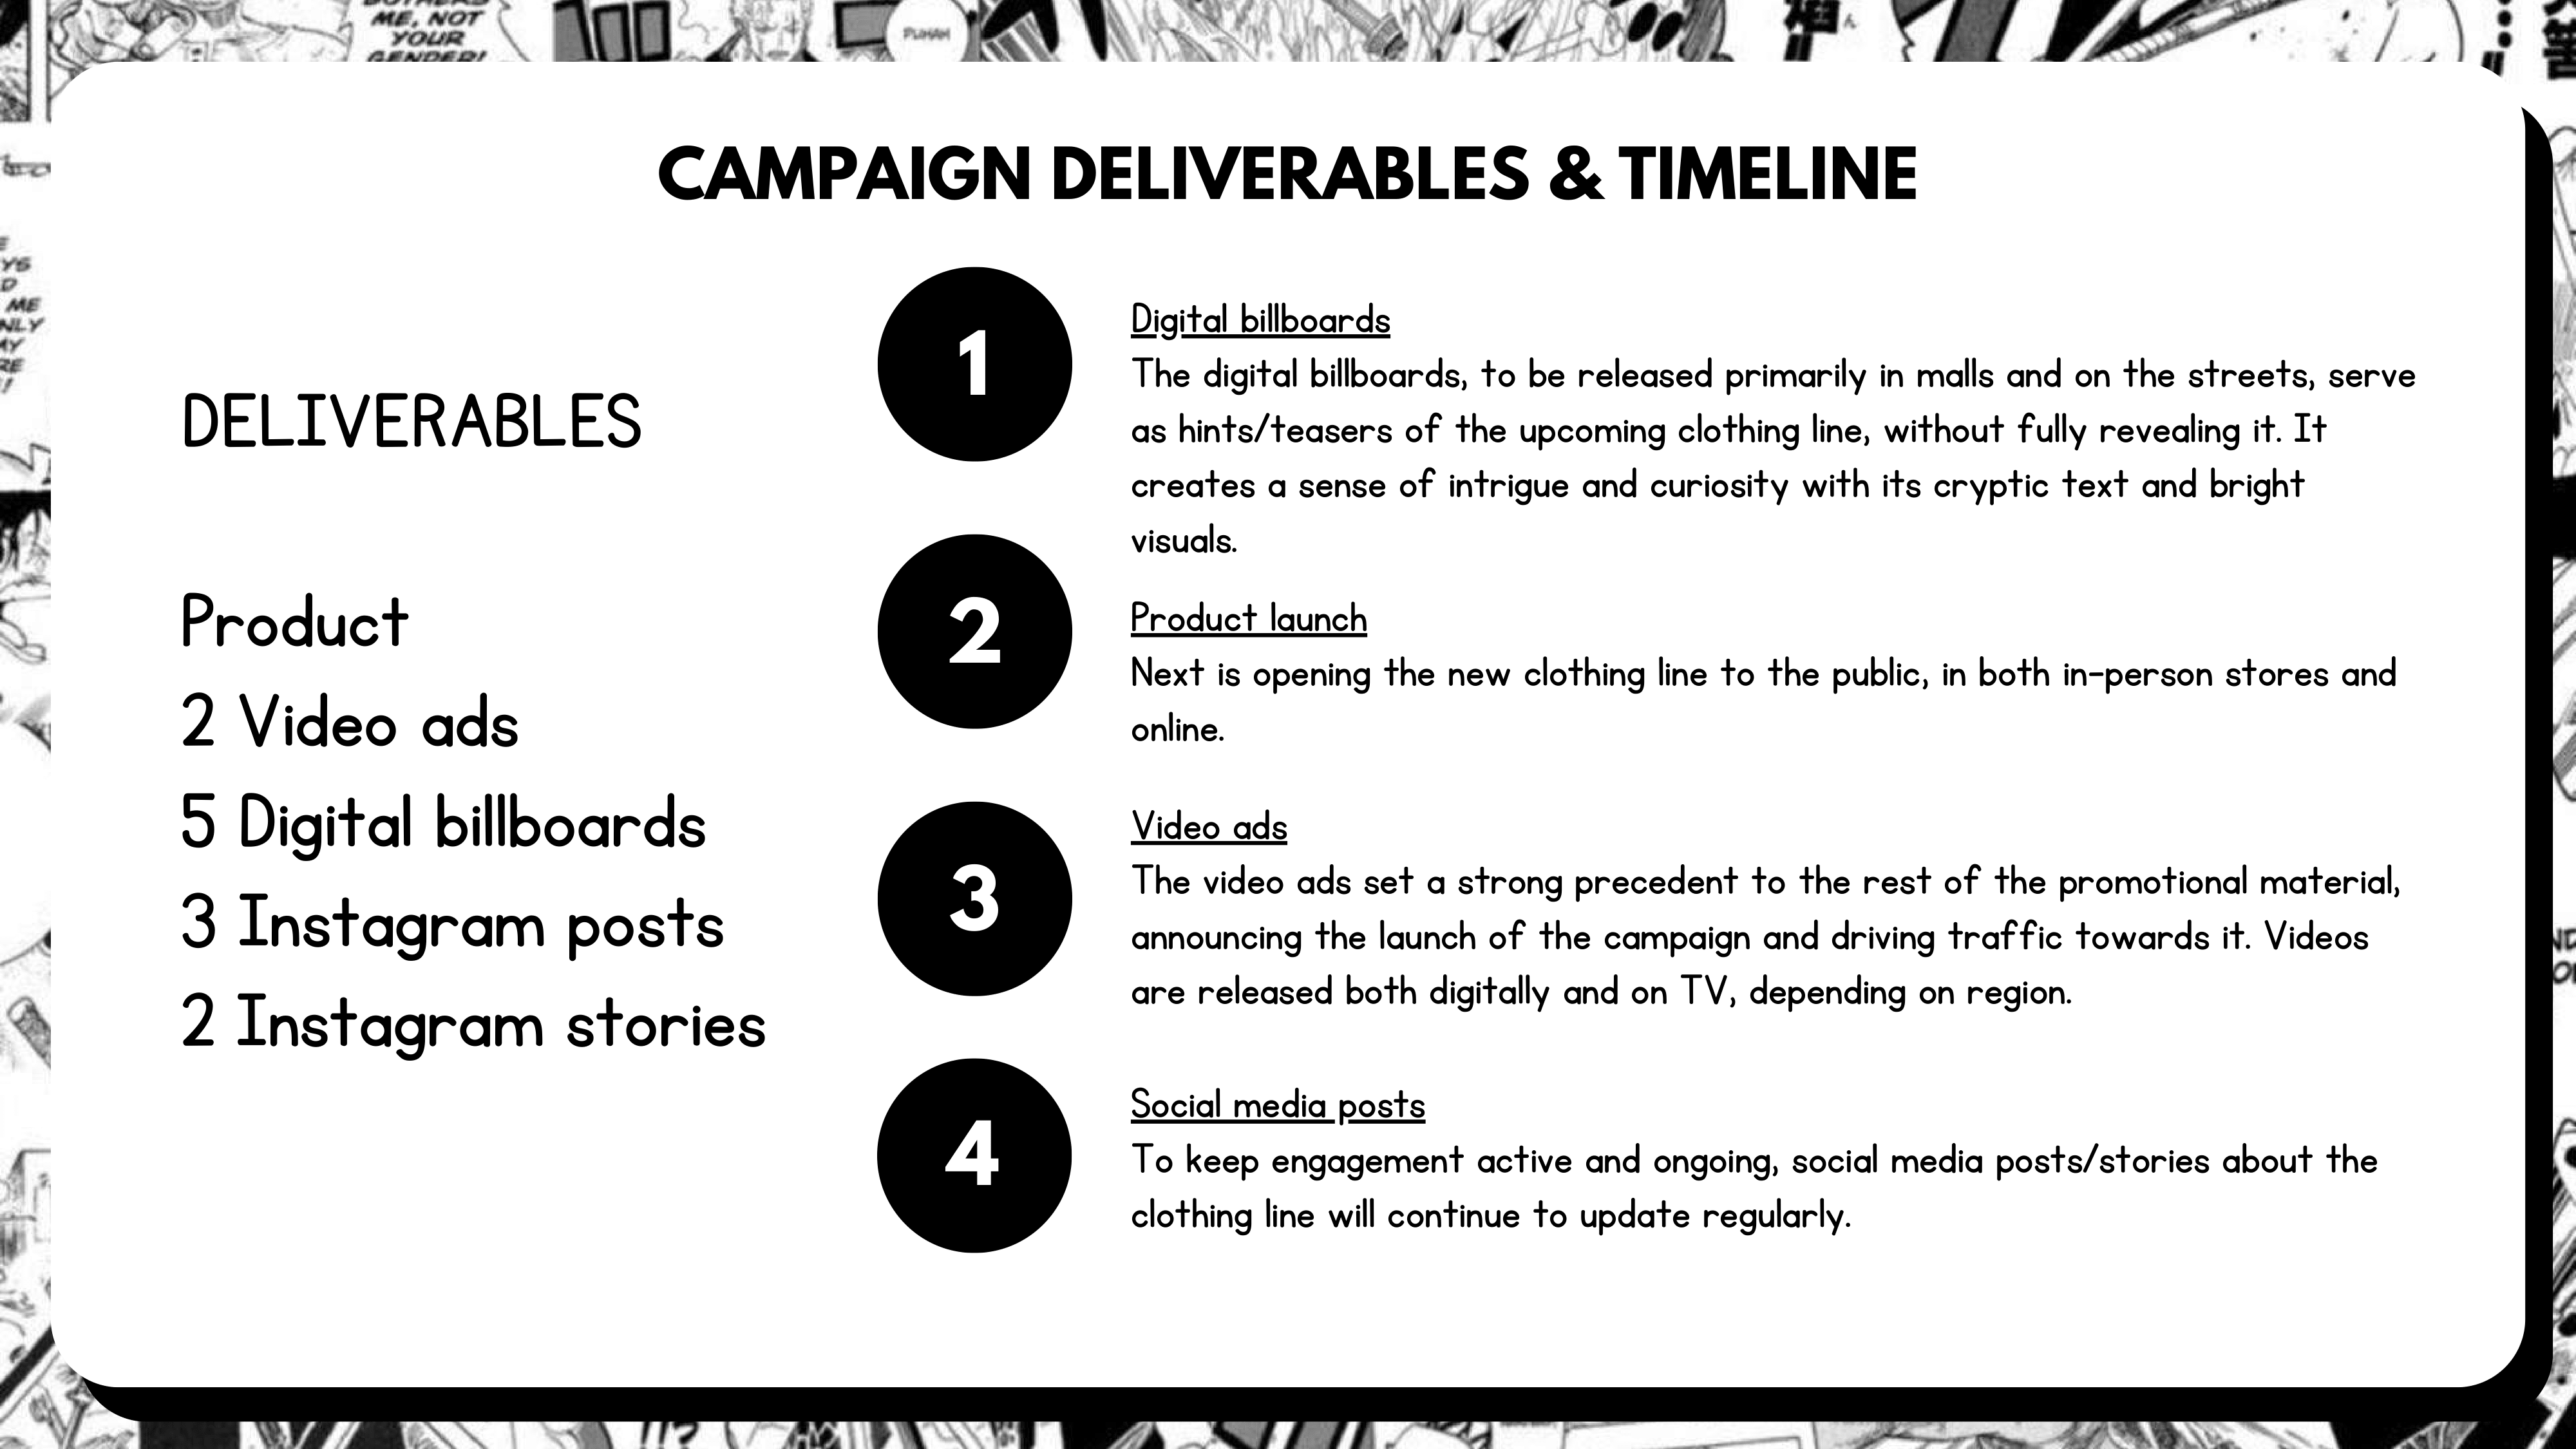 ME, NOT
YOUR
GENDER!
PUHAH
CAMPAIGN DELIVERABLES & TIMELINE
DELIVERABLES
Product
2 Video ads
5 Digital billboards
3 Instagram posts
2 Instagram stories
1
Digital billboards
The digital billboards, to be released primarily in malls and on the streets, serve
as hints/teasers of the upcoming clothing line, without fully revealing it. It
creates a sense of intrigue and curiosity with its cryptic text and bright
visuals.
2
Product launch
Next is opening the new clothing line to the public, in both in-person stores and
online.
3
Video ads
The video ads set a strong precedent to the rest of the promotional material,
announcing the launch of the campaign and driving traffic towards it. Videos
are released both digitally and on TV, depending on region.
4
Social media posts
To keep engagement active and ongoing, social media posts/stories about the
clothing line will continue to update regularly.
!?